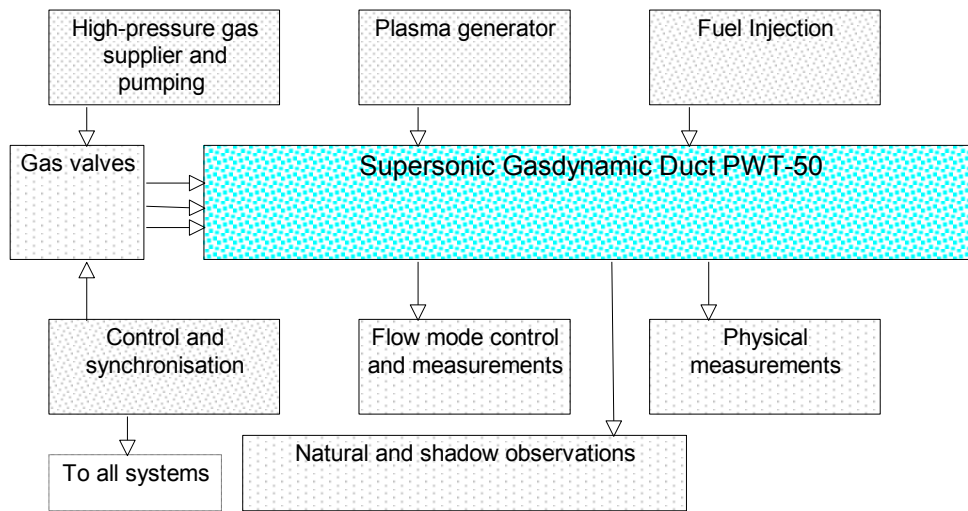 High-pressure gas
supplier and
pumping
Plasma generator
Fuel Injection
Gas valves
Supersonic Gasdynamic Duct PWT-50
Control and
synchronisation
Flow mode control
and measurements
Physical
measurements
Natural and shadow observations
To all systems